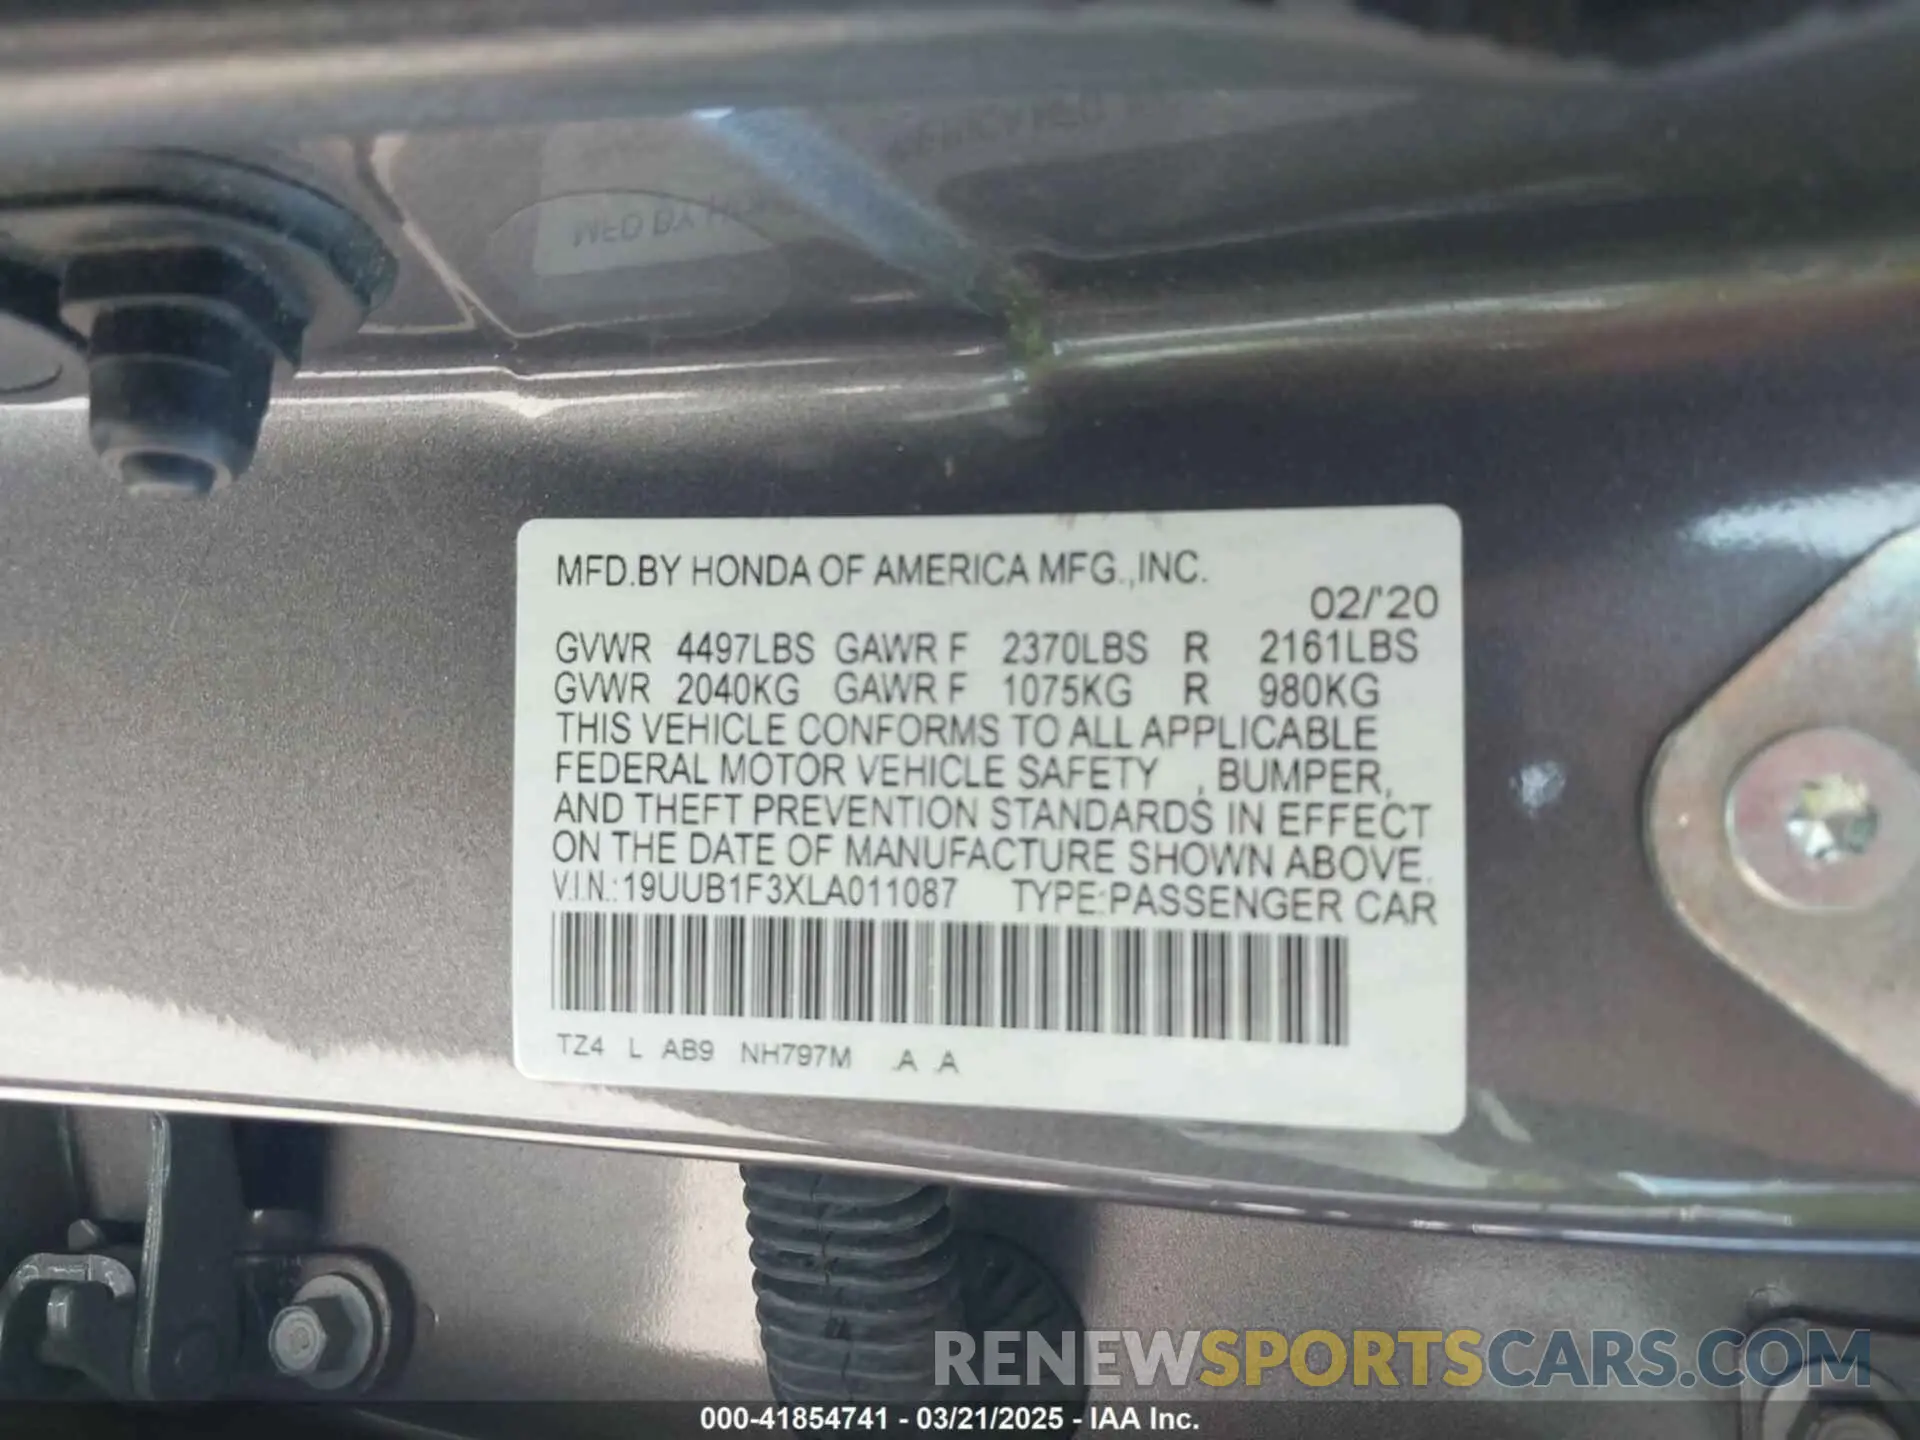 MFD.BY HONDA OF AMERICA MFG.,INC.
02/'20
GVWR 4497LBS GAWR F 2370LBS R 2161LBS
GVWR 2040KG GAWR F 1075KG R 980KG
THIS VEHICLE CONFORMS TO ALL APPLICABLE
FEDERAL MOTOR VEHICLE SAFETY , BUMPER,
AND THEFT PREVENTION STANDARDS IN EFFECT
ON THE DATE OF MANUFACTURE SHOWN ABOVE.
V.I.N.:19UUB1F3XLA011087 TYPE:PASSENGER CAR
TZ4 L AB9 NH797M .A .A
RENEWSPORTSCARS.COM
000-41854741 - 03/21/2025 - IAA Inc.